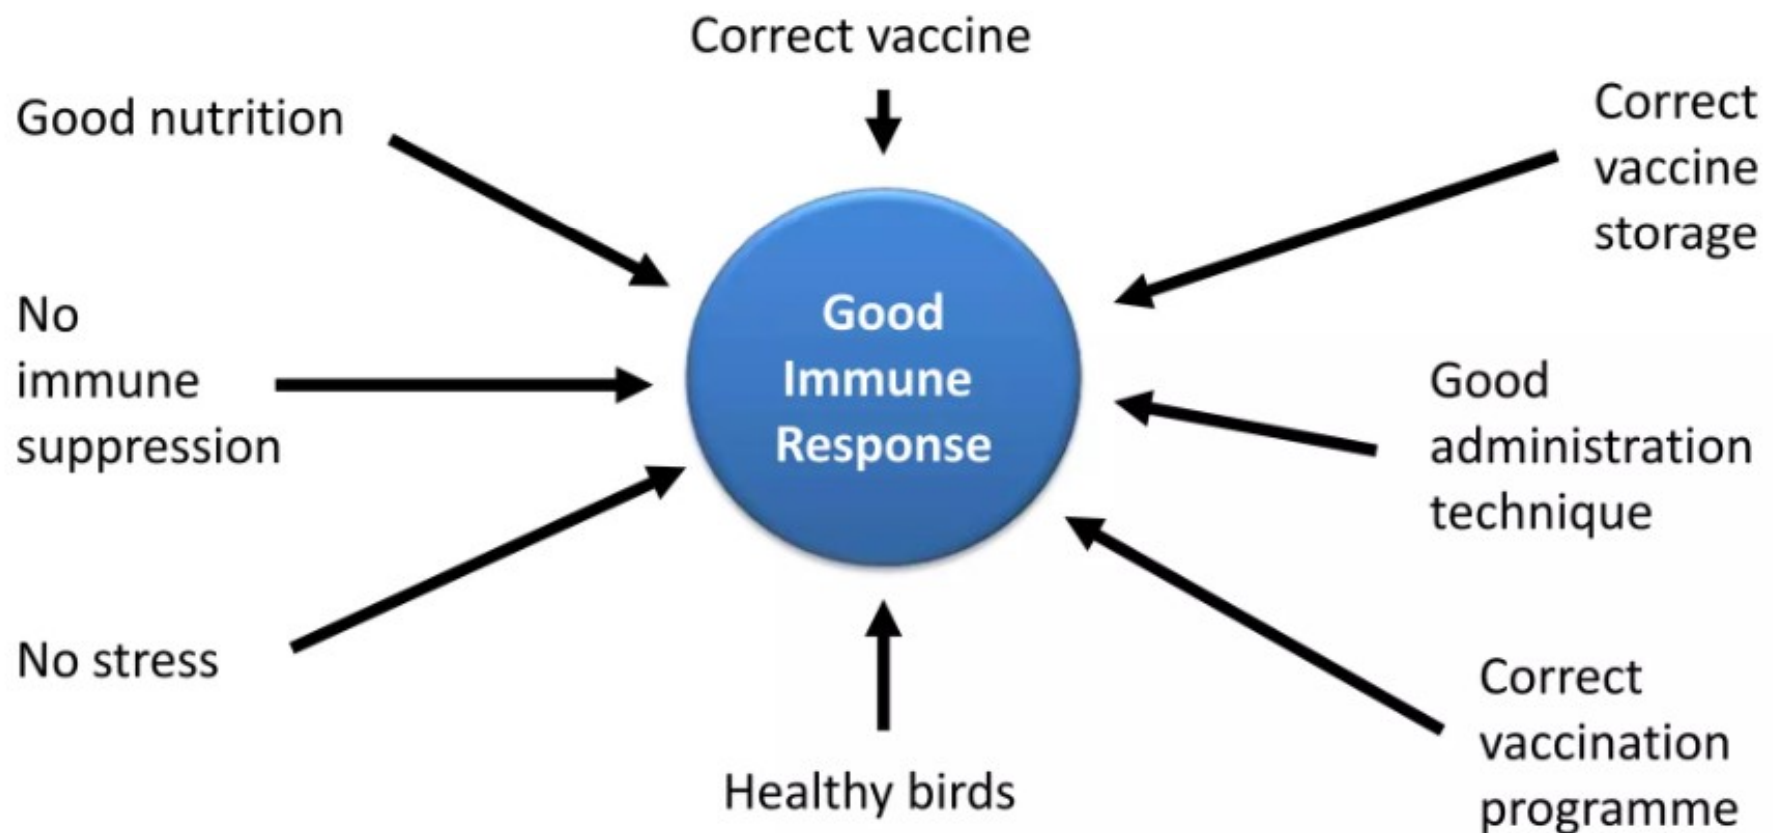 Correct vaccine
Good nutrition
Correct
vaccine
storage
No
immune
suppression
Good
Immune
Response
Good
administration
technique
No stress
Correct
vaccination
programme
Healthy birds